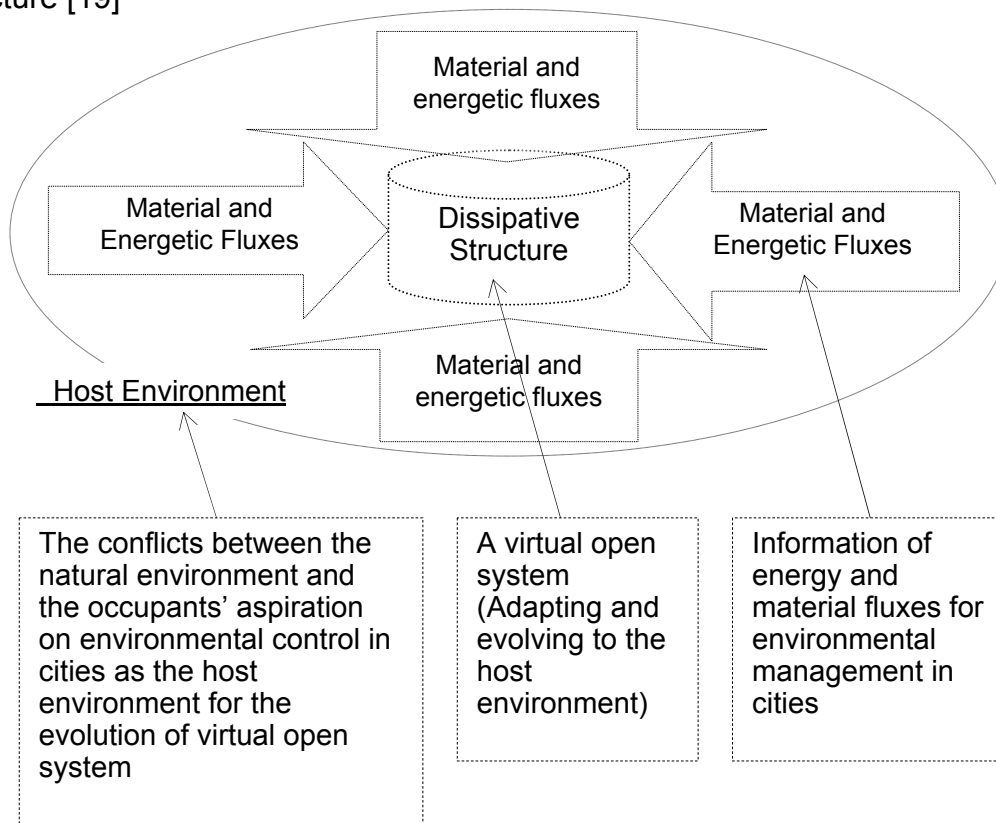 [19]
Material and
energetic fluxes
Material and
Energetic Fluxes
Dissipative
Structure
Material and
Energetic Fluxes
Material and
energetic fluxes
Host Environment
The conflicts between the
natural environment and
the occupants’ aspiration
on environmental control in
cities as the host
environment for the
evolution of virtual open
system
A virtual open
system
(Adapting and
evolving to the
host
environment)
Information of
energy and
material fluxes for
environmental
management in
cities